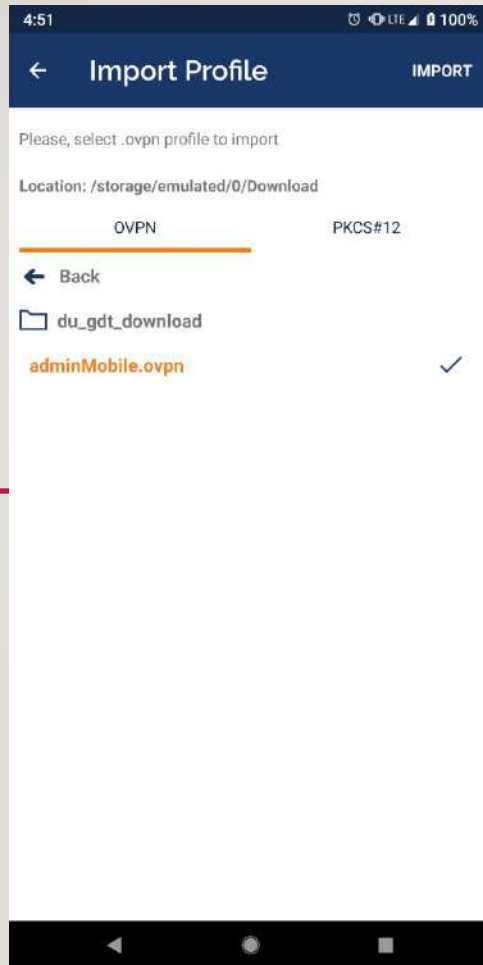 4:51 LTE 100%
Import Profile IMPORT
Please, select .ovpn profile to import
Location: /storage/emulated/0/Download
OVPN PKCS#12
Back
du_gdt_download
adminMobile.ovpn